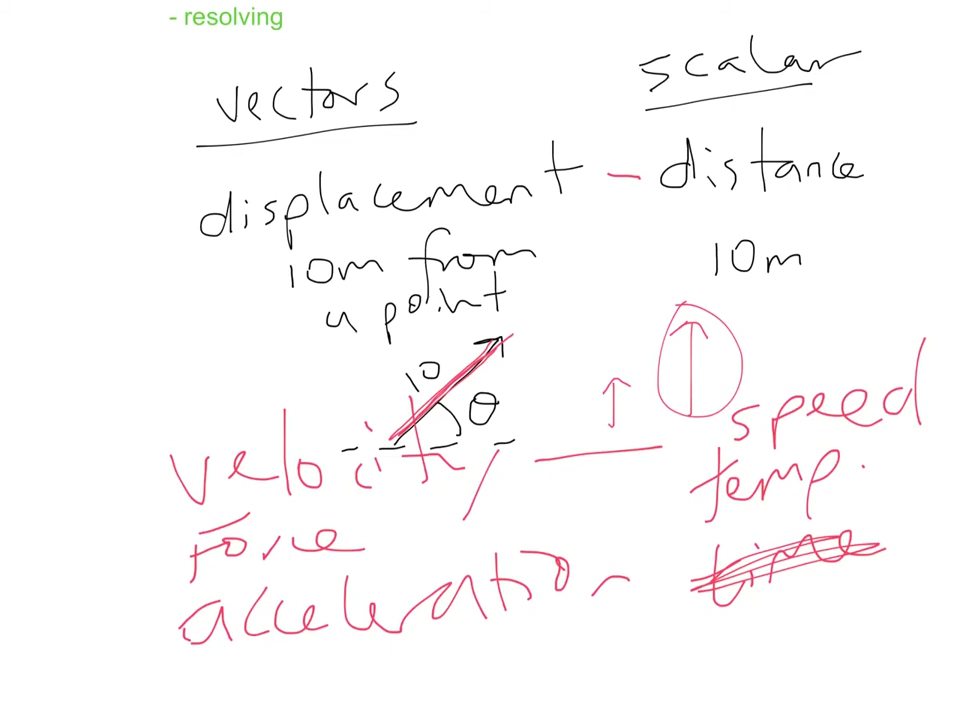 - resolving
vectors
scalar
displacement - distance
10m from
a point
10m
10
θ
velocity
speed
temp.
Force
acceleration
time